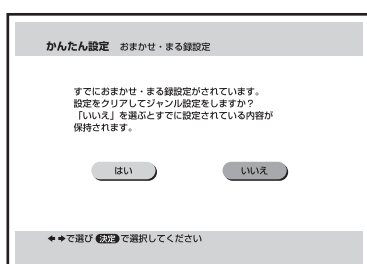 かんたん設定 おまかせ・まる録設定
すでにおまかせ・まる録設定がされています。
設定をクリアしてジャンル設定をしますか？
「いいえ」を選ぶとすでに設定されている内容が
保持されます。
はい いいえ
←→で選び 決定 で選択してください